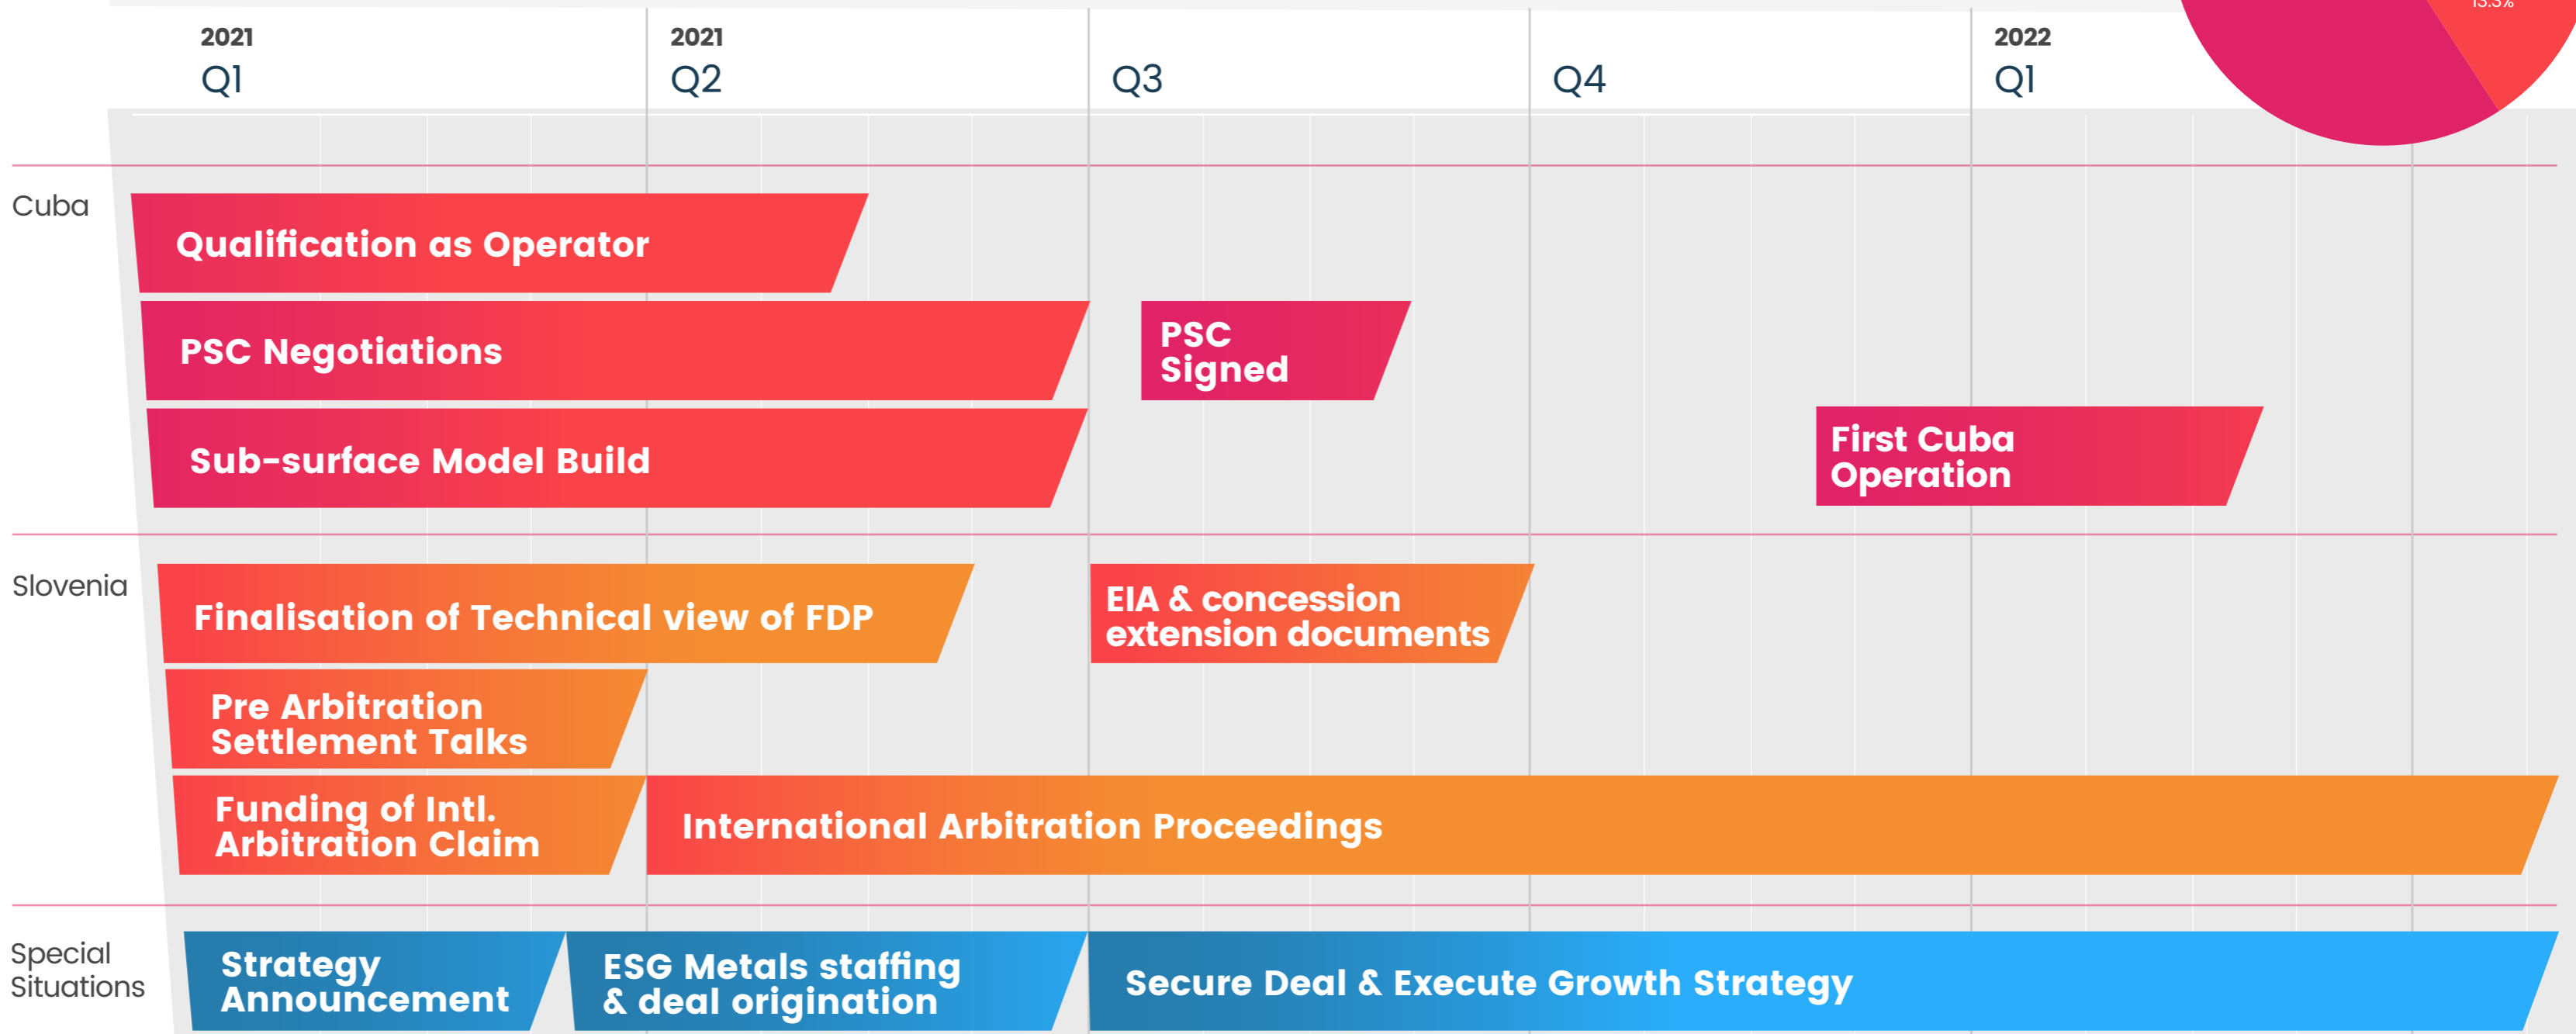 13.3%
2021
Q1
2021
Q2
Q3
Q4
2022
Q1
Cuba
Qualification as Operator
PSC Negotiations
PSC
Signed
Sub-surface Model Build
First Cuba
Operation
Slovenia
Finalisation of Technical view of FDP
EIA & concession
extension documents
Pre Arbitration
Settlement Talks
Funding of Intl.
Arbitration Claim
International Arbitration Proceedings
Special
Situations
Strategy
Announcement
ESG Metals staffing
& deal origination
Secure Deal & Execute Growth Strategy